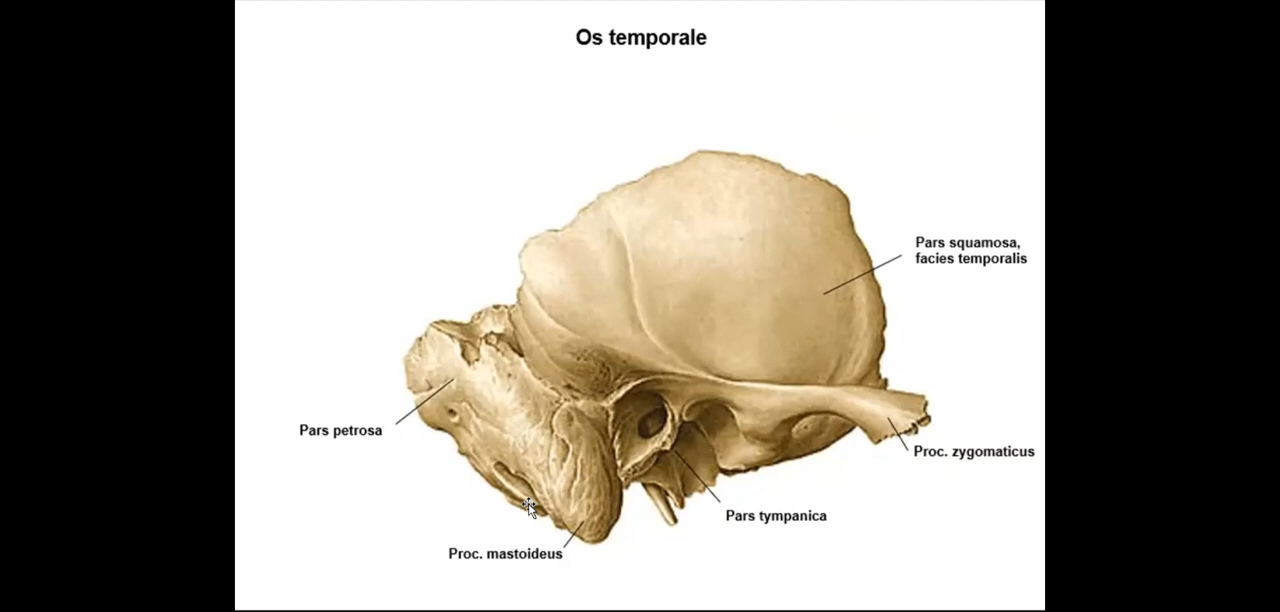 Os temporale
Pars squamosa,
facies temporalis
Pars petrosa
Proc. zygomaticus
Pars tympanica
Proc. mastoideus